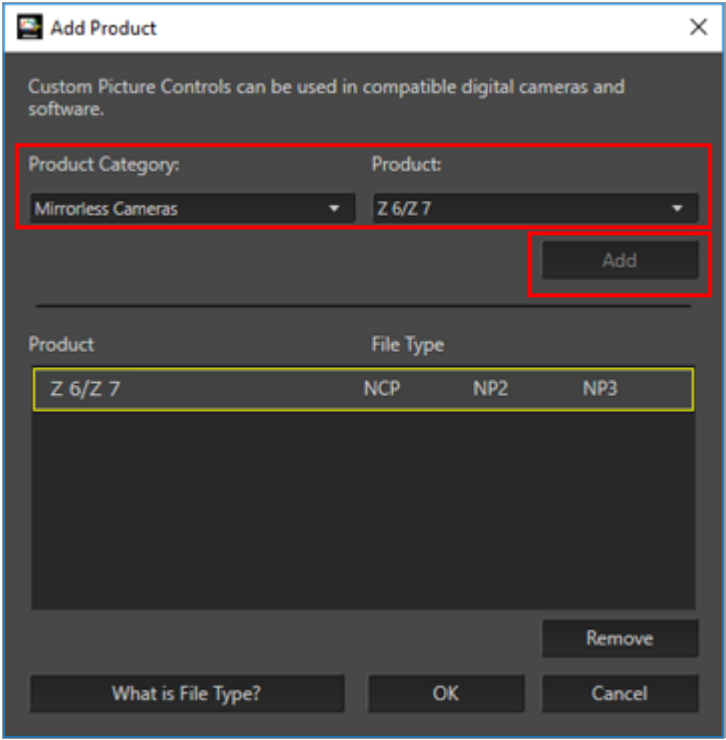 Add Product
Custom Picture Controls can be used in compatible digital cameras and
software.
Product Category: Product:
Mirrorless Cameras Z 6/Z 7
Add
Product File Type
Z 6/Z 7 NCP NP2 NP3
Remove
What is File Type? OK Cancel